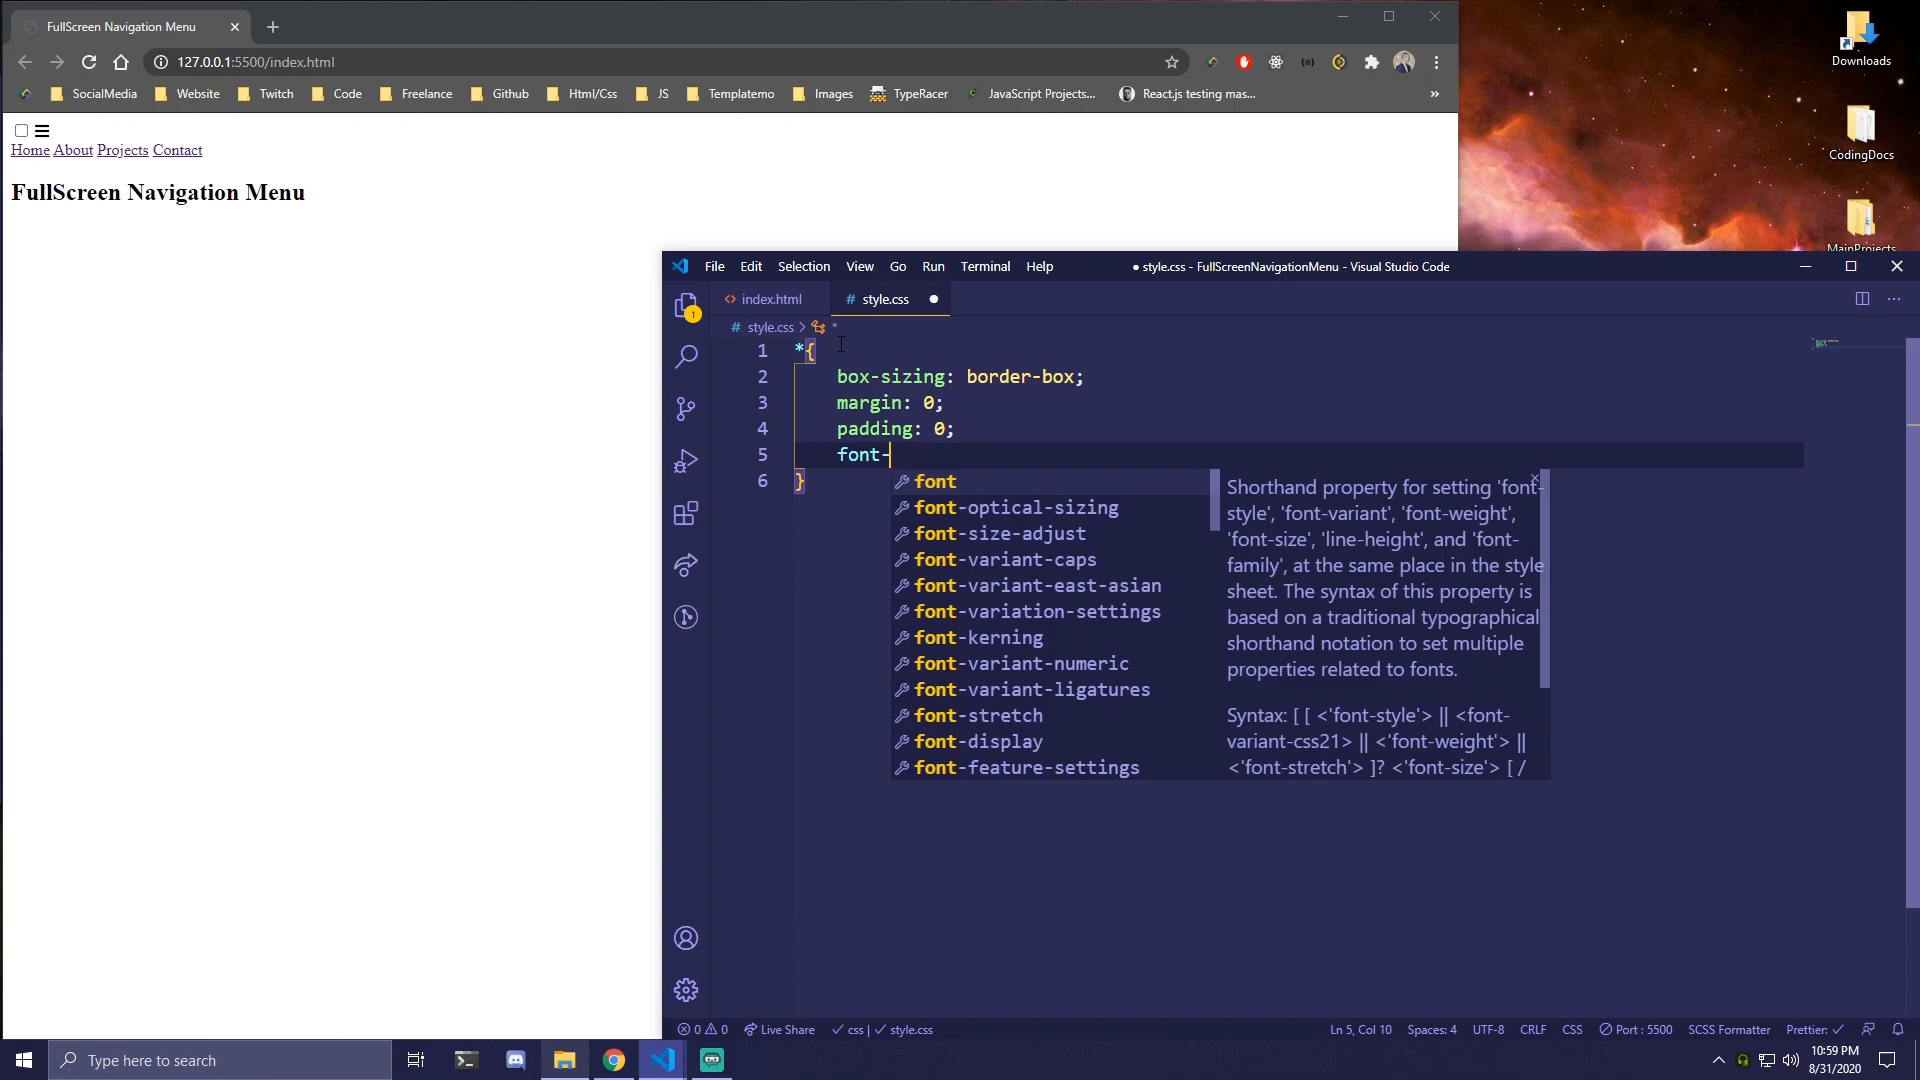 FullScreen Navigation Menu
127.0.0.1:5500/index.html
SocialMedia Website Twitch Code Freelance Github Html/Css JS Templatemo Images TypeRacer JavaScript Projects... React.js testing mas... »
Home About Projects Contact
FullScreen Navigation Menu
Downloads
CodingDocs
MainProjects
File Edit Selection View Go Run Terminal Help
● style.css - FullScreenNavigationMenu - Visual Studio Code
1
<> index.html # style.css ●
# style.css > *
1 *{
2 box-sizing: border-box;
3 margin: 0;
4 padding: 0;
5 font-
6 }
font
font-optical-sizing
font-size-adjust
font-variant-caps
font-variant-east-asian
font-variation-settings
font-kerning
font-variant-numeric
font-variant-ligatures
font-stretch
font-display
font-feature-settings
Shorthand property for setting 'font-
style', 'font-variant', 'font-weight',
'font-size', 'line-height', and 'font-
family', at the same place in the style
sheet. The syntax of this property is
based on a traditional typographical
shorthand notation to set multiple
properties related to fonts.
Syntax: [ [ <'font-style'> || <font-
variant-css21> || <'font-weight'> ||
<'font-stretch'> ]? <'font-size'> [ /
0 0 Live Share ✓ css | ✓ style.css
Ln 5, Col 10 Spaces: 4 UTF-8 CRLF CSS Port : 5500 SCSS Formatter Prettier: ✓
Type here to search
10:59 PM
8/31/2020